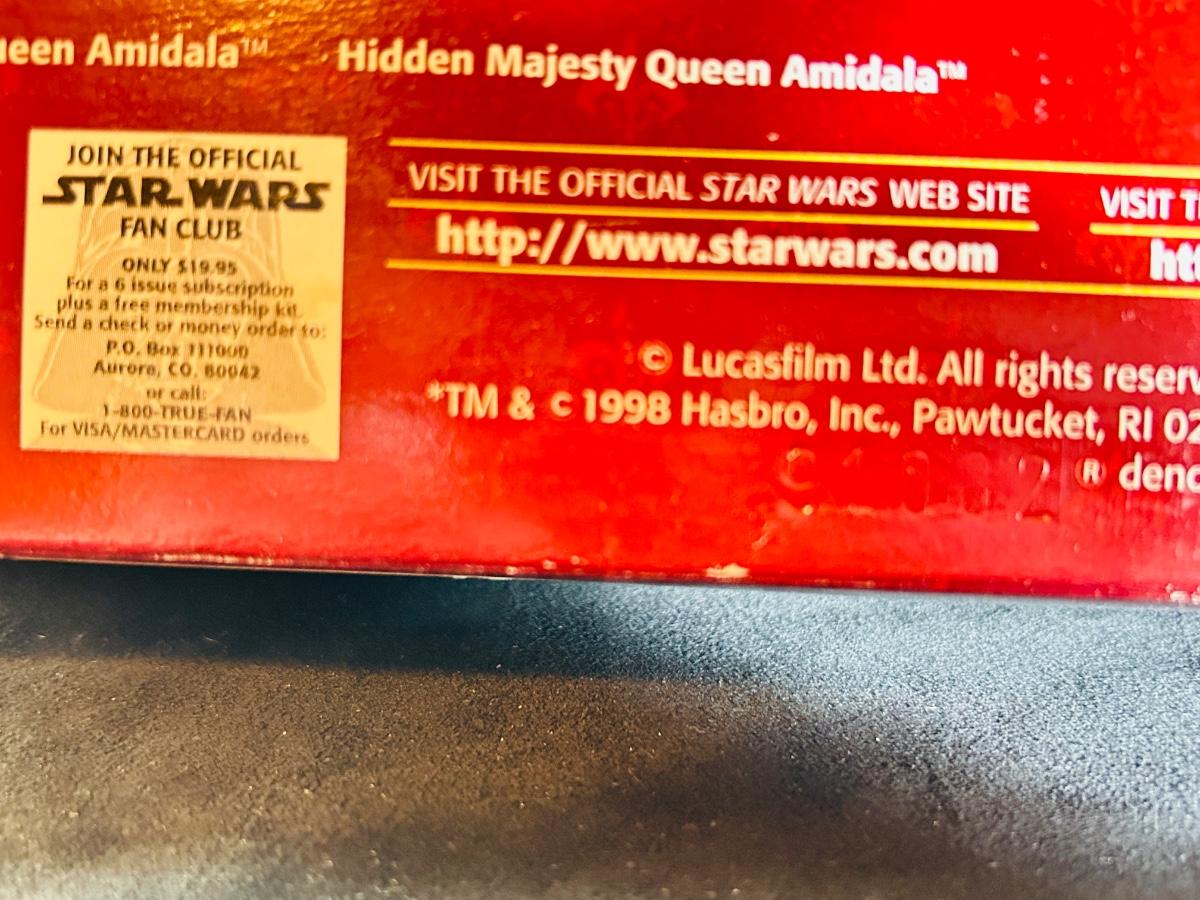 ueen Amidala™ Hidden Majesty Queen Amidala™
JOIN THE OFFICIAL
STAR WARS
FAN CLUB
ONLY $19.95
For a 6 issue subscription
plus a free membership kit.
Send a check or money order to:
P.O. Box 111000
Aurora, CO. 80042
or call:
1-800-TRUE-FAN
For VISA/MASTERCARD orders
VISIT THE OFFICIAL STAR WARS WEB SITE
http://www.starwars.com
VISIT T
htt
© Lucasfilm Ltd. All rights reserv
*TM & © 1998 Hasbro, Inc., Pawtucket, RI 02
® deno